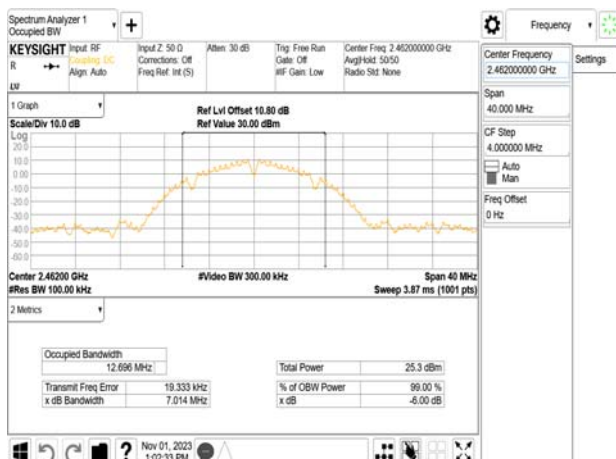 Spectrum Analyzer 1
Occupied BW
Frequency
KEYSIGHT
R
Input: RF
Coupling: DC
Align: Auto
Input Z: 50 Ω
Corrections: Off
Freq Ref: Int (S)
Atten: 30 dB
Trig: Free Run
Gate: Off
#IF Gain: Low
Center Freq: 2.462000000 GHz
Avg|Hold: 50/50
Radio Std: None
1 Graph
Scale/Div 10.0 dB
Ref Lvl Offset 10.80 dB
Ref Value 30.00 dBm
Log
20.0
10.0
0.00
-10.0
-20.0
-30.0
-40.0
-50.0
-60.0
Center 2.46200 GHz
#Res BW 100.00 kHz
#Video BW 300.00 kHz
Span 40 MHz
Sweep 3.87 ms (1001 pts)
2 Metrics
Occupied Bandwidth
12.696 MHz
Transmit Freq Error 19.333 kHz
x dB Bandwidth 7.014 MHz
Total Power 25.3 dBm
% of OBW Power 99.00 %
x dB -6.00 dB
Nov 01, 2023
1:02:33 PM
Center Frequency
2.462000000 GHz
Span
40.000 MHz
CF Step
4.000000 MHz
Auto
Man
Freq Offset
0 Hz
Settings